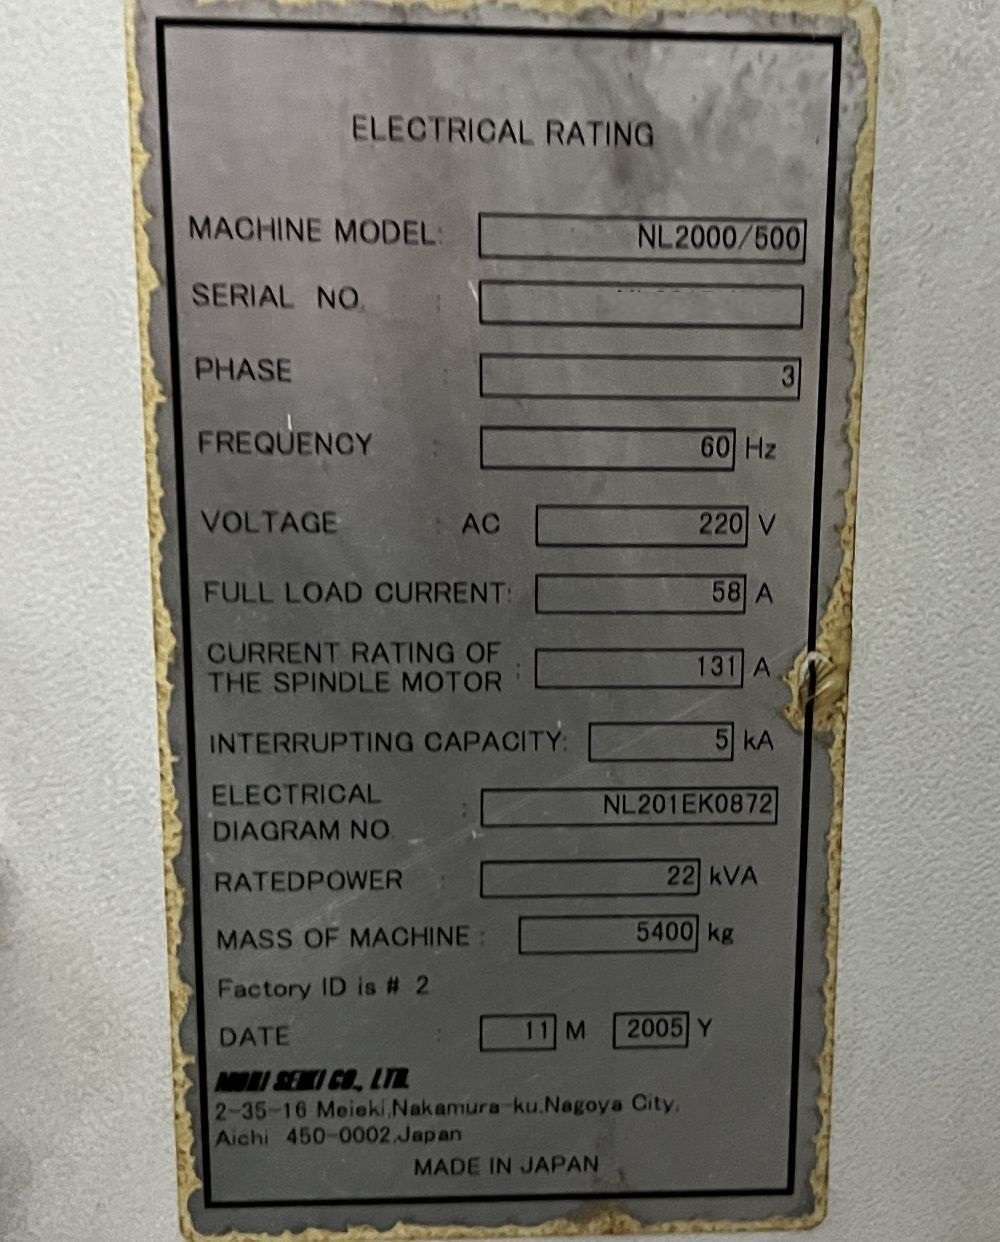 ELECTRICAL RATING
MACHINE MODEL: NL2000/500
SERIAL NO. :
PHASE : 3
FREQUENCY : 60 Hz
VOLTAGE : AC 220 V
FULL LOAD CURRENT: 58 A
CURRENT RATING OF
THE SPINDLE MOTOR : 131 A
INTERRUPTING CAPACITY: 5 kA
ELECTRICAL
DIAGRAM NO. : NL201EK0872
RATEDPOWER : 22 kVA
MASS OF MACHINE : 5400 kg
Factory ID is # 2
DATE : 11 M 2005 Y
MORI SEIKI CO., LTD.
2-35-16 Meieki,Nakamura-ku,Nagoya City,
Aichi 450-0002,Japan
MADE IN JAPAN